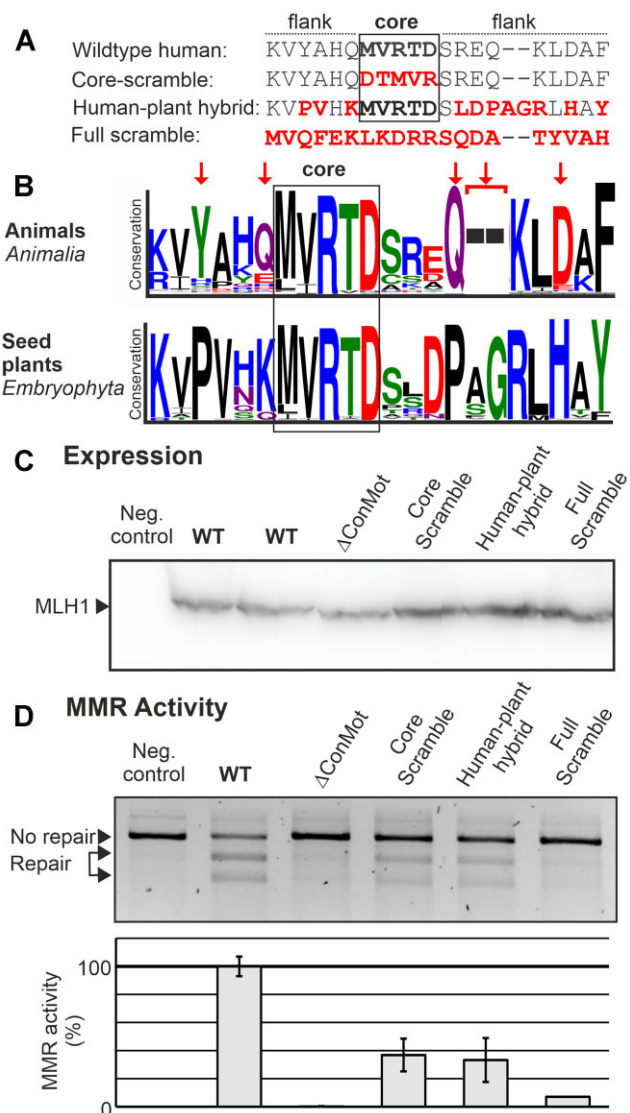 flank core flank
A
Wildtype human: KVYAHQMVRTDSREQ--KLDAF
Core-scramble: KVYAHQDTMVRSREQ--KLDAF
Human-plant hybrid: KVPVHKMVRTDSLDPAGRLHAY
Full scramble: MVQFEKLKDRRSQDA--TYVAH
B
core
Animals
Animalia
Conservation
KVYAHQMVRTDSREQ--KLDAF
Seed
plants
Embryophyta
Conservation
KVPVHKMVRTDSLDPAGRLHAY
C Expression
Neg.
control
WT
WT
ΔConMot
Core
Scramble
Human-plant
hybrid
Full
Scramble
MLH1
D MMR Activity
Neg.
control
WT
ΔConMot
Core
Scramble
Human-plant
hybrid
Full
Scramble
No repair
Repair
MMR activity
(%)
100
0